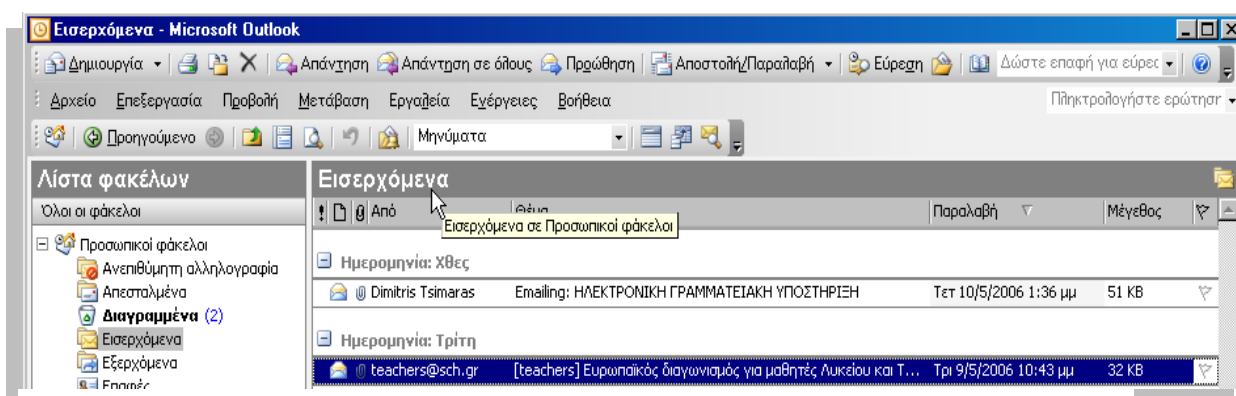 Εισερχόμενα - Microsoft Outlook
Δημιουργία Απάντηση Απάντηση σε όλους Προώθηση Αποστολή/Παραλαβή Εύρεση Δώστε επαφή για εύρεσ
Αρχείο Επεξεργασία Προβολή Μετάβαση Εργαλεία Ενέργειες Βοήθεια Πληκτρολογήστε ερώτηση
Προηγούμενο Μηνύματα
Λίστα φακέλων Εισερχόμενα
Όλοι οι φάκελοι Από Θέμα Παραλαβή Μέγεθος
Εισερχόμενα σε Προσωπικοί φάκελοι
Προσωπικοί φάκελοι
Ημερομηνία: Χθες
Ανεπιθύμητη αλληλογραφία
Απεσταλμένα Dimitris Tsimaras Emailing: ΗΛΕΚΤΡΟΝΙΚΗ ΓΡΑΜΜΑΤΕΙΑΚΗ ΥΠΟΣΤΗΡΙΞΗ Τετ 10/5/2006 1:36 μμ 51 KB
Διαγραμμένα (2)
Εισερχόμενα Ημερομηνία: Τρίτη
Εξερχόμενα teachers@sch.gr [teachers] Ευρωπαϊκός διαγωνισμός για μαθητές Λυκείου και Τ... Τρι 9/5/2006 10:43 μμ 32 KB
Επαφές